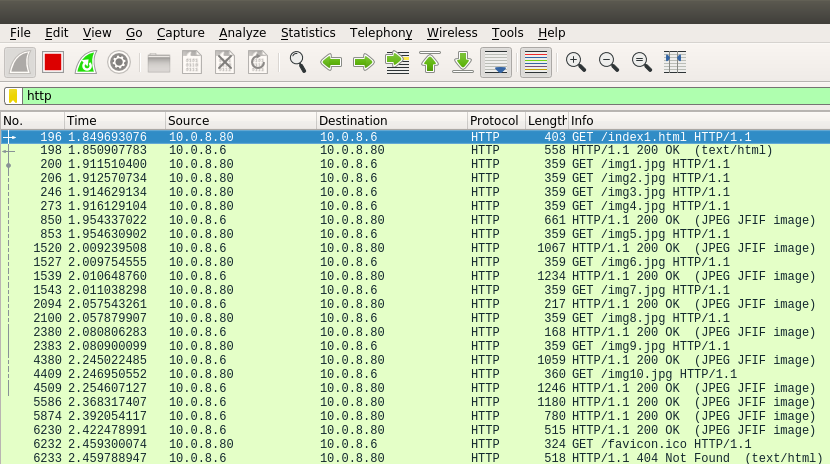 File Edit View Go Capture Analyze Statistics Telephony Wireless Tools Help
http
No. Time Source Destination Protocol Length Info
196 1.849693076 10.0.8.80 10.0.8.6 HTTP 403 GET /index1.html HTTP/1.1
198 1.850907783 10.0.8.6 10.0.8.80 HTTP 558 HTTP/1.1 200 OK (text/html)
200 1.911510400 10.0.8.80 10.0.8.6 HTTP 359 GET /img1.jpg HTTP/1.1
206 1.912570734 10.0.8.80 10.0.8.6 HTTP 359 GET /img2.jpg HTTP/1.1
246 1.914629134 10.0.8.80 10.0.8.6 HTTP 359 GET /img3.jpg HTTP/1.1
273 1.916129104 10.0.8.80 10.0.8.6 HTTP 359 GET /img4.jpg HTTP/1.1
850 1.954337022 10.0.8.6 10.0.8.80 HTTP 661 HTTP/1.1 200 OK (JPEG JFIF image)
853 1.954630902 10.0.8.80 10.0.8.6 HTTP 359 GET /img5.jpg HTTP/1.1
1520 2.009239508 10.0.8.6 10.0.8.80 HTTP 1067 HTTP/1.1 200 OK (JPEG JFIF image)
1527 2.009754555 10.0.8.80 10.0.8.6 HTTP 359 GET /img6.jpg HTTP/1.1
1539 2.010648760 10.0.8.6 10.0.8.80 HTTP 1234 HTTP/1.1 200 OK (JPEG JFIF image)
1543 2.011038298 10.0.8.80 10.0.8.6 HTTP 359 GET /img7.jpg HTTP/1.1
2094 2.057543261 10.0.8.6 10.0.8.80 HTTP 217 HTTP/1.1 200 OK (JPEG JFIF image)
2100 2.057879907 10.0.8.80 10.0.8.6 HTTP 359 GET /img8.jpg HTTP/1.1
2380 2.080806283 10.0.8.6 10.0.8.80 HTTP 168 HTTP/1.1 200 OK (JPEG JFIF image)
2383 2.080900099 10.0.8.80 10.0.8.6 HTTP 359 GET /img9.jpg HTTP/1.1
4380 2.245022485 10.0.8.6 10.0.8.80 HTTP 1059 HTTP/1.1 200 OK (JPEG JFIF image)
4409 2.246950552 10.0.8.80 10.0.8.6 HTTP 360 GET /img10.jpg HTTP/1.1
4509 2.254607127 10.0.8.6 10.0.8.80 HTTP 1246 HTTP/1.1 200 OK (JPEG JFIF image)
5586 2.368317407 10.0.8.6 10.0.8.80 HTTP 1180 HTTP/1.1 200 OK (JPEG JFIF image)
5874 2.392054117 10.0.8.6 10.0.8.80 HTTP 780 HTTP/1.1 200 OK (JPEG JFIF image)
6230 2.422478991 10.0.8.6 10.0.8.80 HTTP 515 HTTP/1.1 200 OK (JPEG JFIF image)
6232 2.459300074 10.0.8.80 10.0.8.6 HTTP 324 GET /favicon.ico HTTP/1.1
6233 2.459788947 10.0.8.6 10.0.8.80 HTTP 518 HTTP/1.1 404 Not Found (text/html)